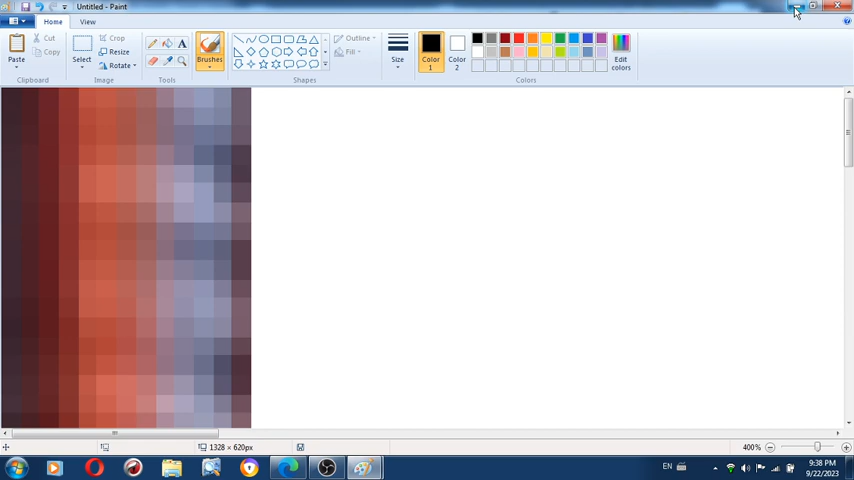 Untitled - Paint
Home View
Paste
Cut
Copy
Clipboard
Select
Crop
Resize
Rotate
Image
A
Tools
Brushes
Shapes
Outline
Fill
Size
Color 1
Color 2
Edit colors
Colors
1328 × 620px
400%
EN
9:38 PM
9/22/2023